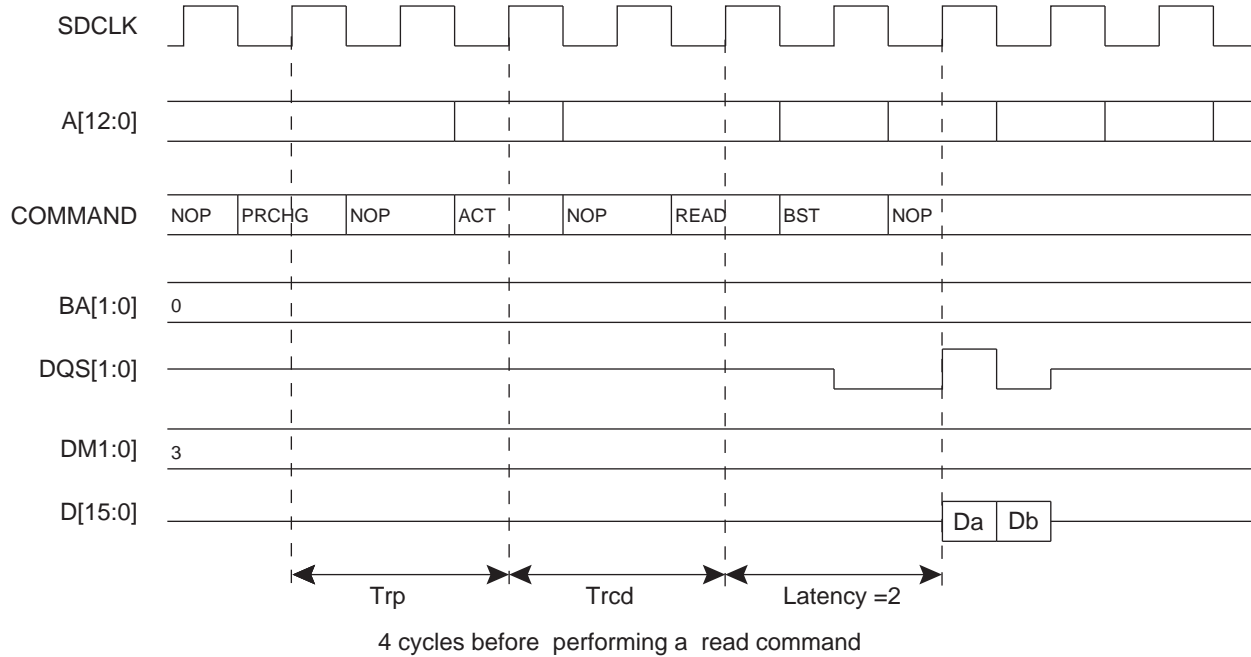 SDCLK
A[12:0]
COMMAND NOP PRCHG NOP ACT NOP READ BST NOP
BA[1:0] 0
DQS[1:0]
DM1:0] 3
D[15:0] Da Db
Trp Trcd Latency =2
4 cycles before performing a read command